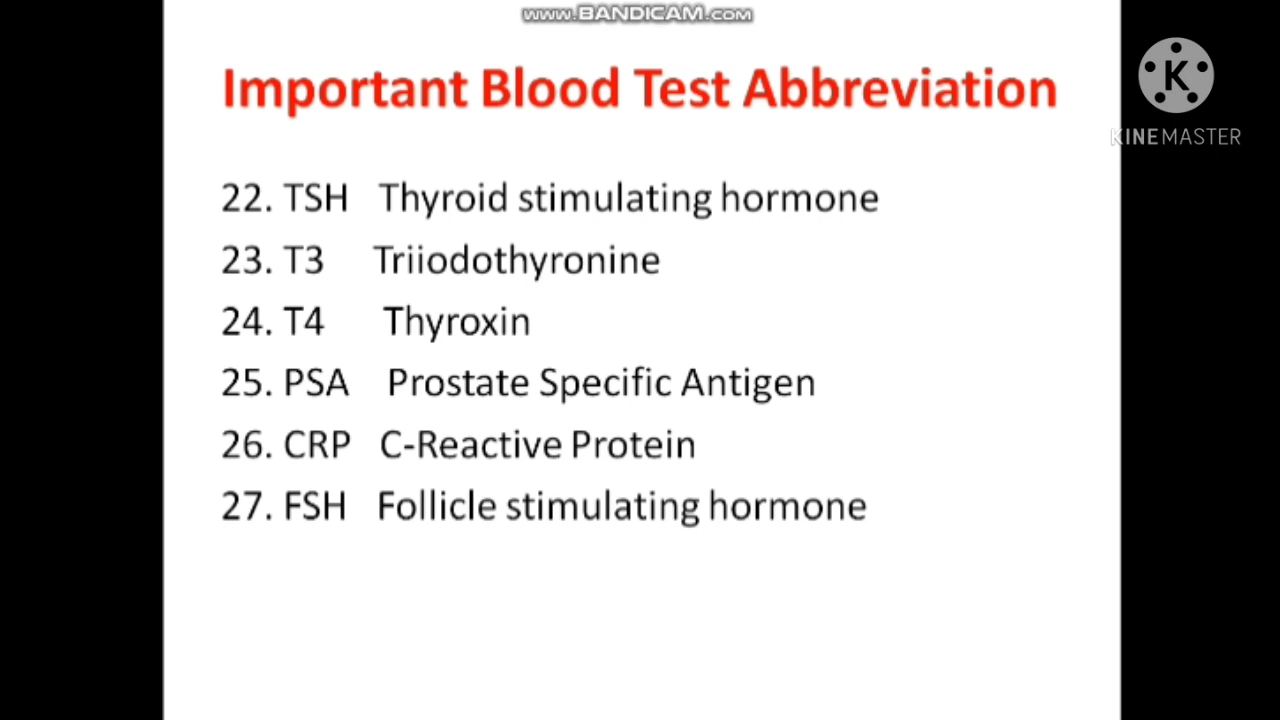 www.BANDICAM.com
Important Blood Test Abbreviation
K
KINEMASTER
22. TSH Thyroid stimulating hormone
23. T3 Triiodothyronine
24. T4 Thyroxin
25. PSA Prostate Specific Antigen
26. CRP C-Reactive Protein
27. FSH Follicle stimulating hormone